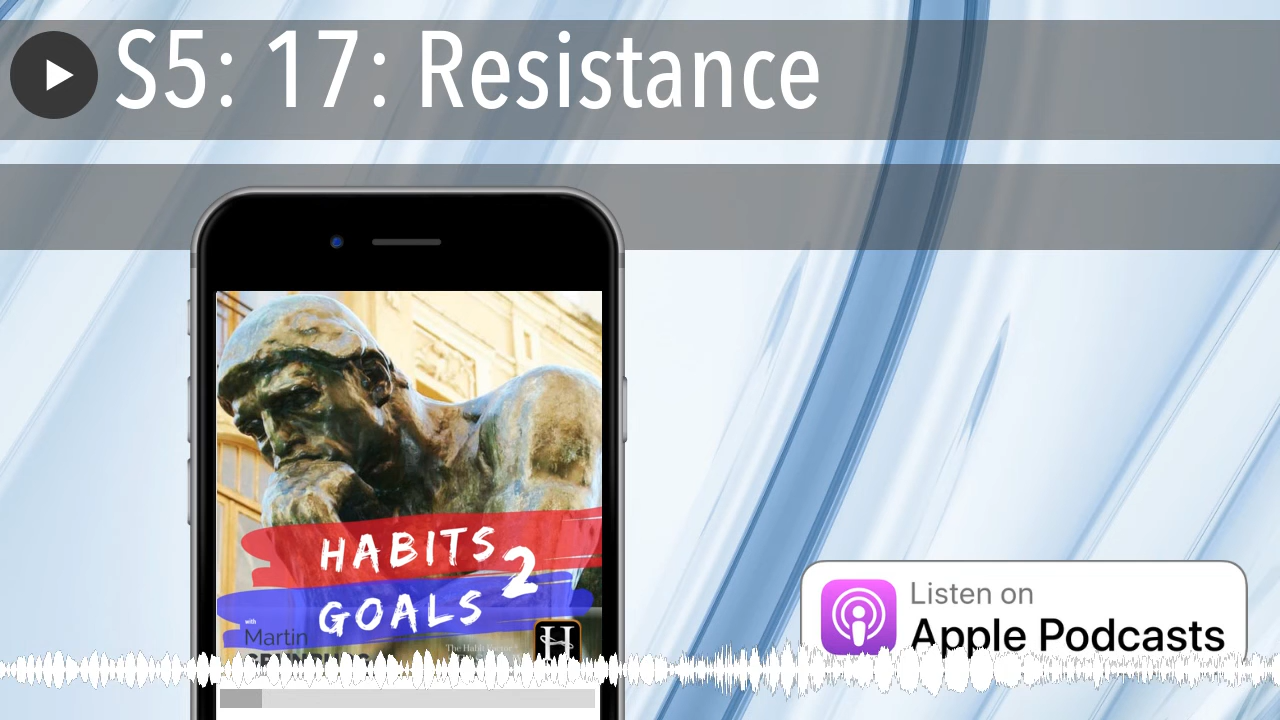 S5: 17: Resistance
HABITS
2
GOALS
with
Martin
H
Listen on
Apple Podcasts